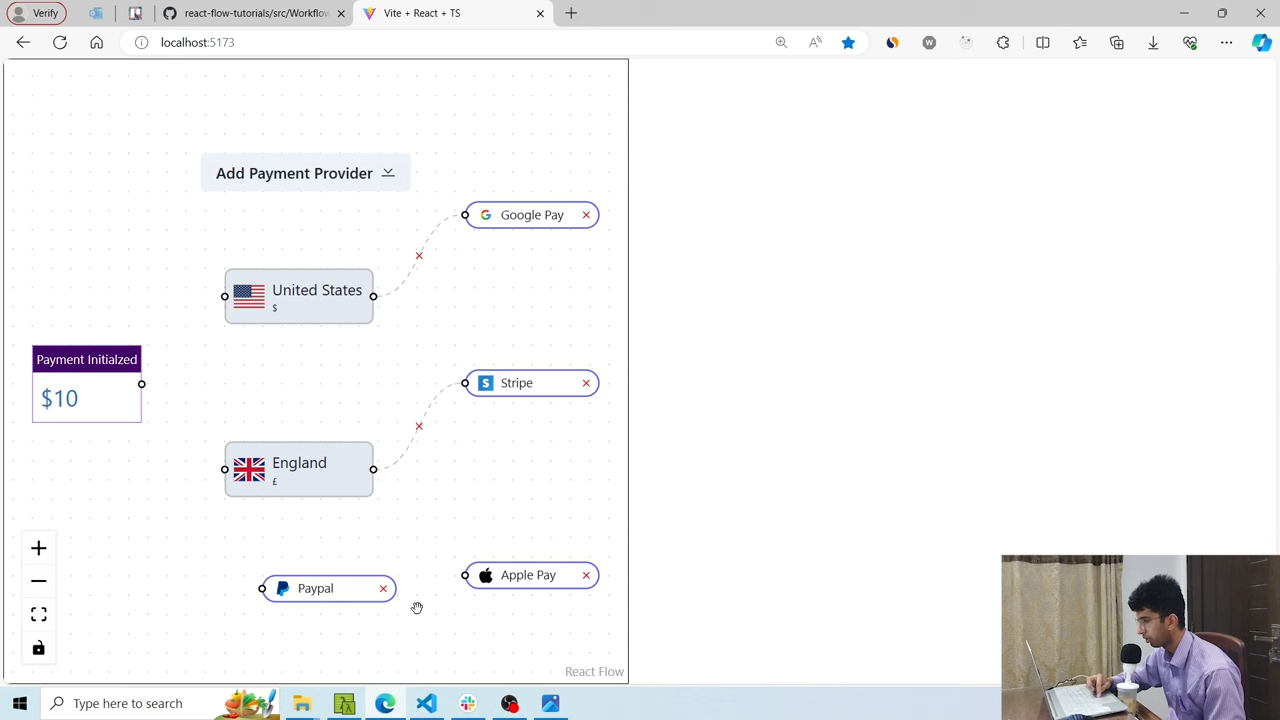 Verify
react-flow-tutorials/src/Workflow
Vite + React + TS
localhost:5173
Add Payment Provider
Google Pay
United States
$
Payment Initialzed
$10
Stripe
England
£
Paypal
Apple Pay
React Flow
Type here to search